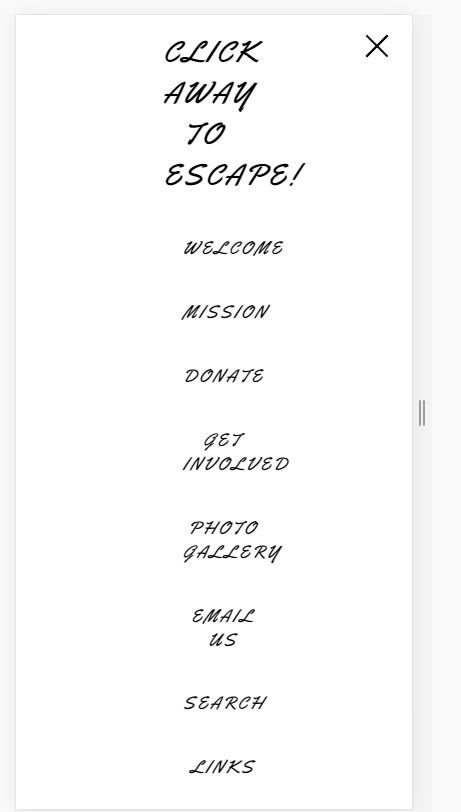 CLICK
AWAY
TO
ESCAPE!
WELCOME
MISSION
DONATE
GET
INVOLVED
PHOTO
GALLERY
EMAIL
US
SEARCH
LINKS